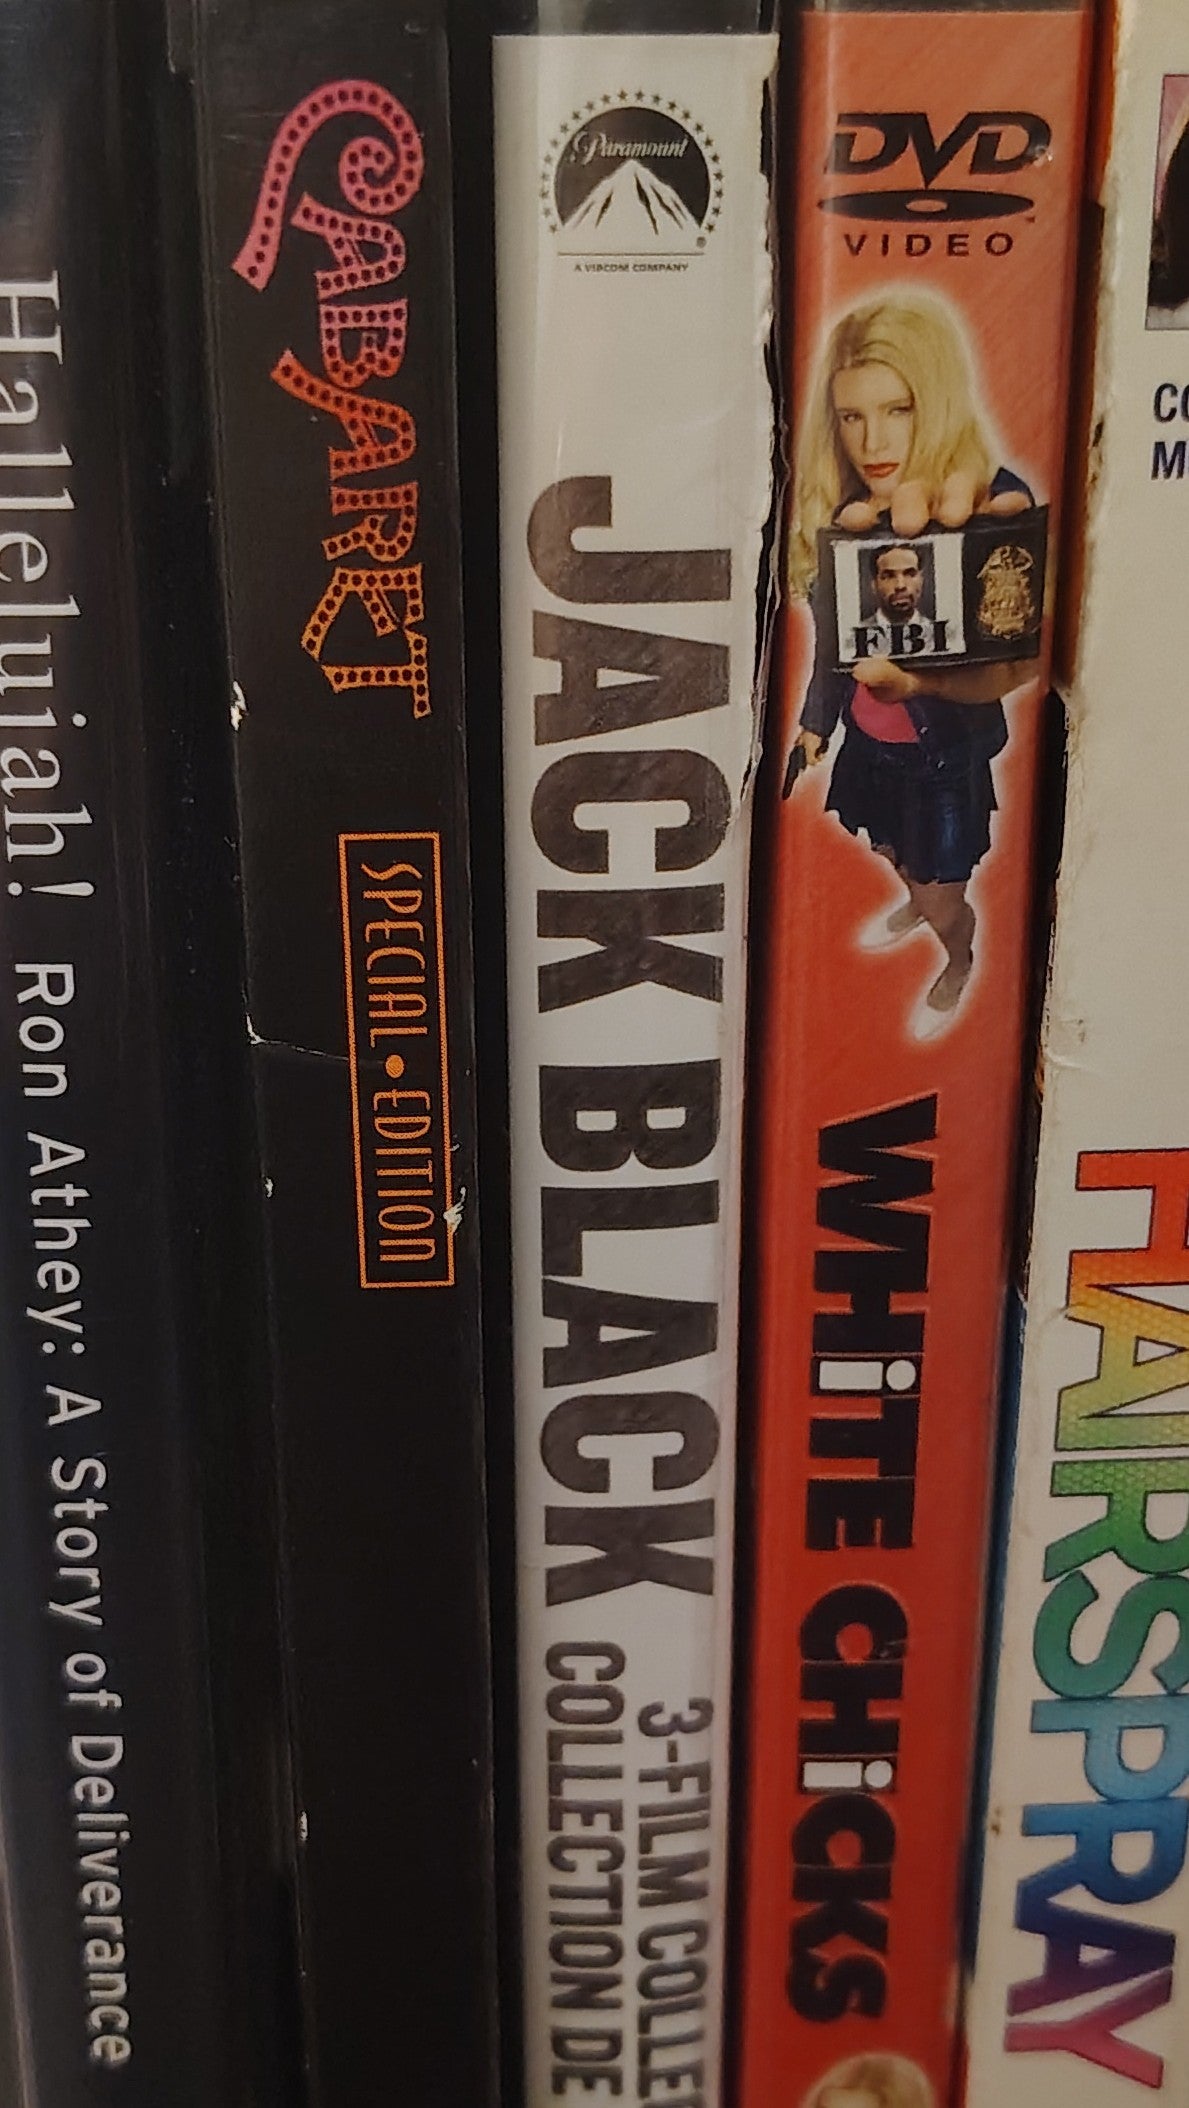 Hallelujah! Ron Athey: A Story of Deliverance
CABARET
SPECIAL • EDITION
Paramount
A VIACOM COMPANY
JACK BLACK
3-FILM
COLLECTION DE
DVD
VIDEO
FBI
WHiTE CHiCKS
HAIRSPRAY